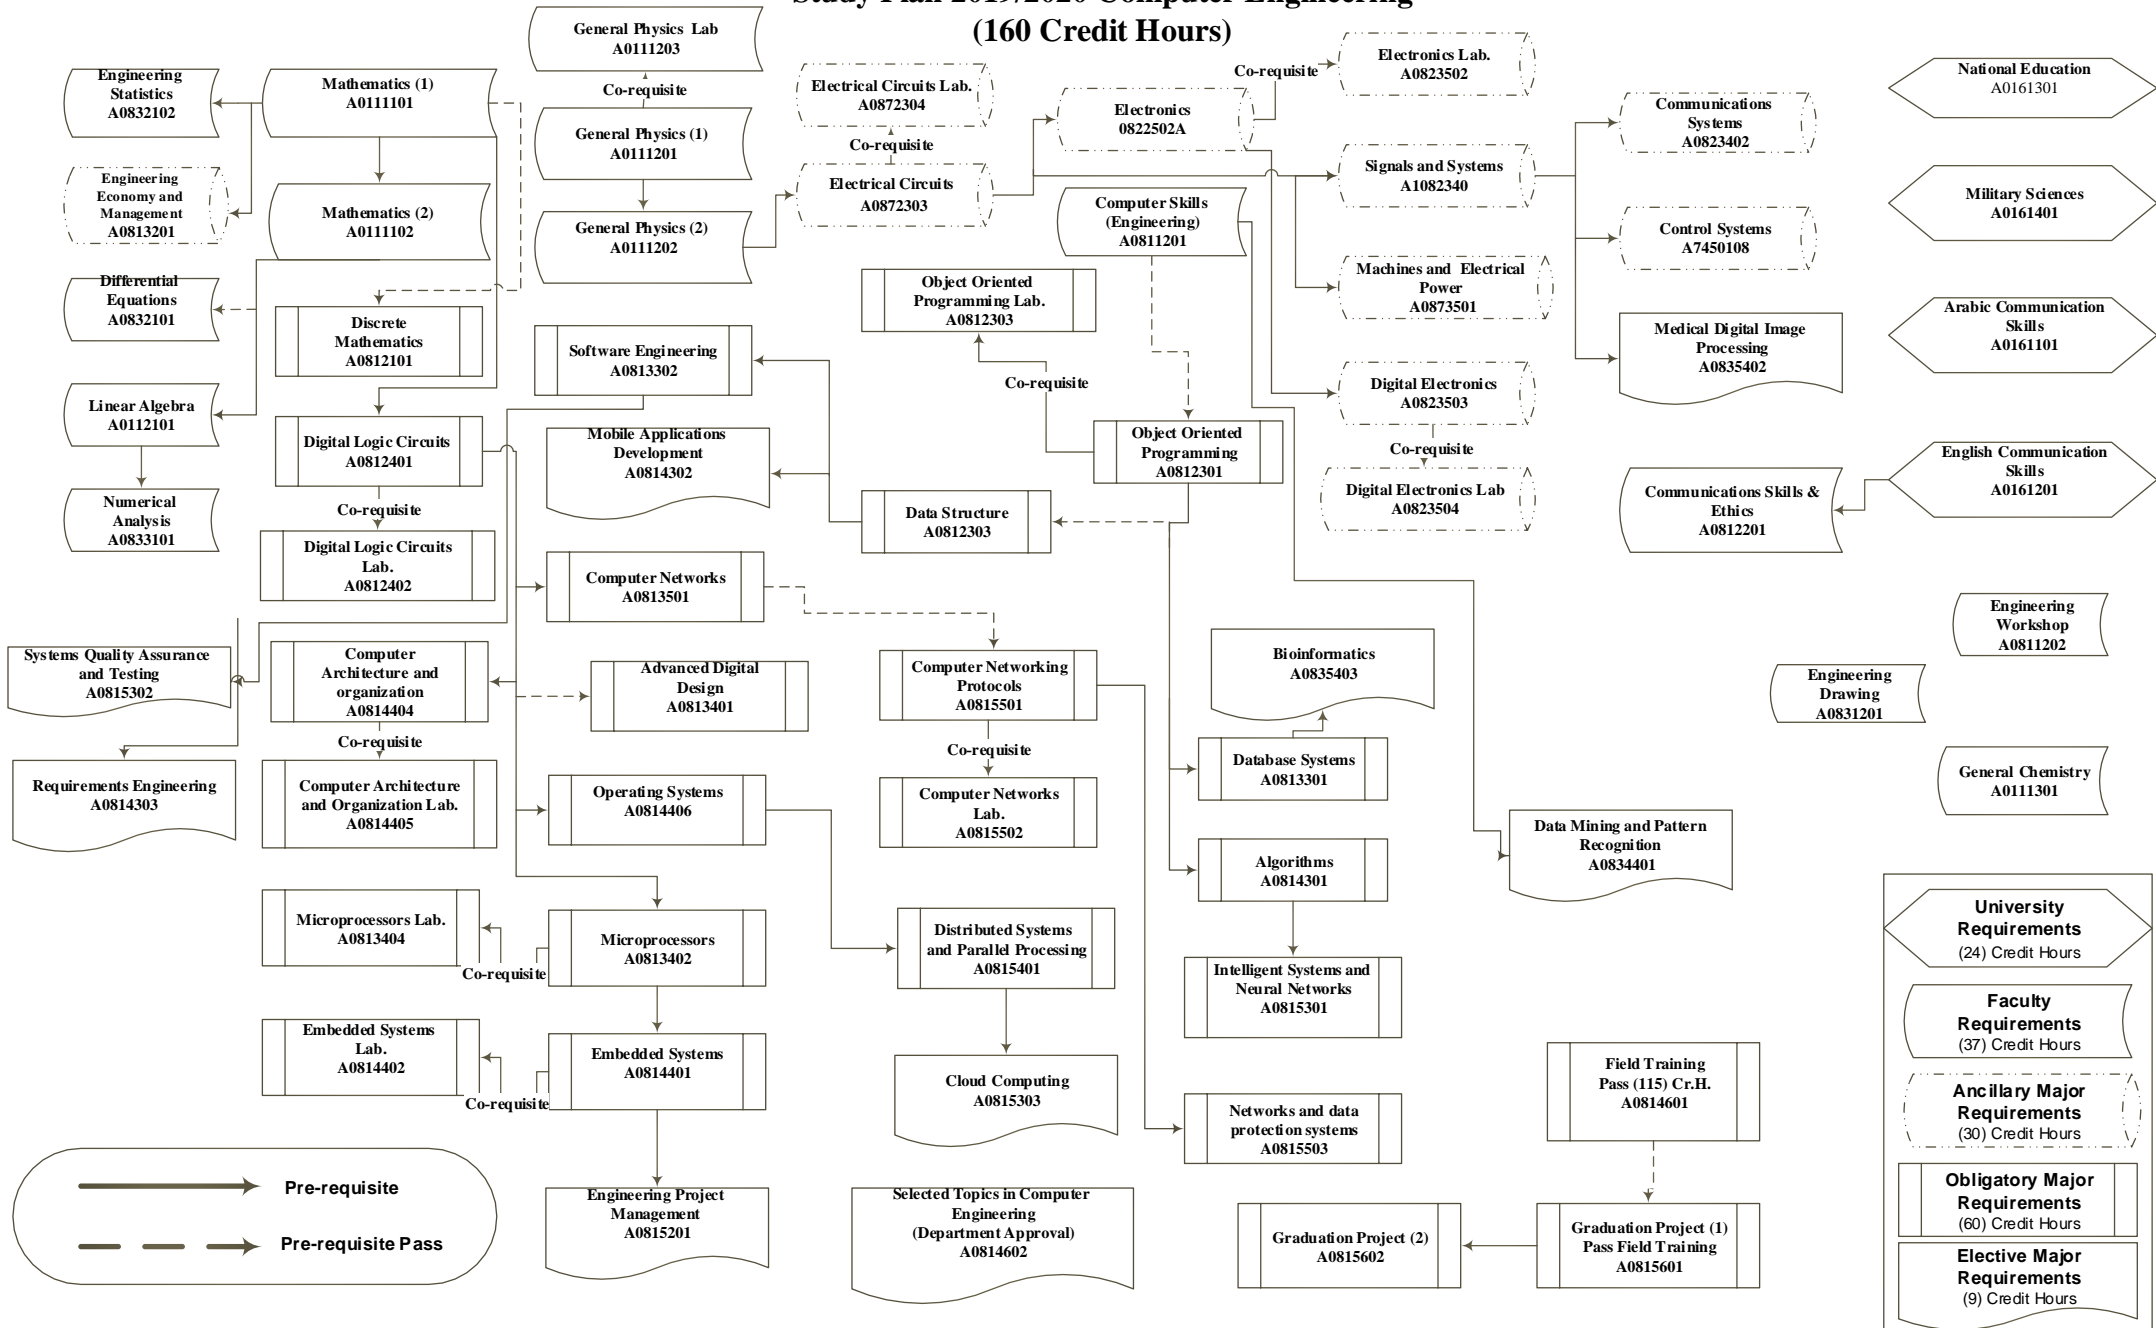 Study Plan 2019/2020 Computer Engineering
(160 Credit Hours)
General Physics Lab
A0111203
Engineering
Statistics
A0832102
Mathematics (1)
A0111101
Co-requisite
General Physics (1)
A0111201
Electrical Circuits Lab.
A0872304
Co-requisite
Electronics
0822502A
Co-requisite
Electronics Lab.
A0823502
Communications
Systems
A0823402
National Education
A0161301
Engineering
Economy and
Management
A0813201
Mathematics (2)
A0111102
General Physics (2)
A0111202
Electrical Circuits
A0872303
Computer Skills
(Engineering)
A0811201
Signals and Systems
A1082340
Control Systems
A7450108
Military Sciences
A0161401
Differential
Equations
A0832101
Discrete
Mathematics
A0812101
Software Engineering
A0813302
Object Oriented
Programming Lab.
A0812303
Co-requisite
Machines and Electrical
Power
A0873501
Medical Digital Image
Processing
A0835402
Arabic Communication
Skills
A0161101
Linear Algebra
A0112101
Digital Logic Circuits
A0812401
Mobile Applications
Development
A0814302
Object Oriented
Programming
A0812301
Digital Electronics
A0823503
Co-requisite
Digital Electronics Lab
A0823504
Communications Skills &
Ethics
A0812201
English Communication
Skills
A0161201
Numerical
Analysis
A0833101
Co-requisite
Digital Logic Circuits
Lab.
A0812402
Data Structure
A0812303
Computer Networks
A0813501
Engineering
Workshop
A0811202
Systems Quality Assurance
and Testing
A0815302
Computer
Architecture and
organization
A0814404
Advanced Digital
Design
A0813401
Computer Networking
Protocols
A0815501
Bioinformatics
A0835403
Engineering
Drawing
A0831201
Co-requisite
Co-requisite
Requirements Engineering
A0814303
Computer Architecture
and Organization Lab.
A0814405
Operating Systems
A0814406
Computer Networks
Lab.
A0815502
Database Systems
A0813301
General Chemistry
A0111301
Algorithms
A0814301
Data Mining and Pattern
Recognition
A0834401
Microprocessors Lab.
A0813404
Co-requisite
Microprocessors
A0813402
Distributed Systems
and Parallel Processing
A0815401
Intelligent Systems and
Neural Networks
A0815301
Embedded Systems
Lab.
A0814402
Co-requisite
Embedded Systems
A0814401
Cloud Computing
A0815303
Networks and data
protection systems
A0815503
Field Training
Pass (115) Cr.H.
A0814601
Pre-requisite
Pre-requisite Pass
Engineering Project
Management
A0815201
Selected Topics in Computer
Engineering
(Department Approval)
A0814602
Graduation Project (2)
A0815602
Graduation Project (1)
Pass Field Training
A0815601
University
Requirements
(24) Credit Hours
Faculty
Requirements
(37) Credit Hours
Ancillary Major
Requirements
(30) Credit Hours
Obligatory Major
Requirements
(60) Credit Hours
Elective Major
Requirements
(9) Credit Hours